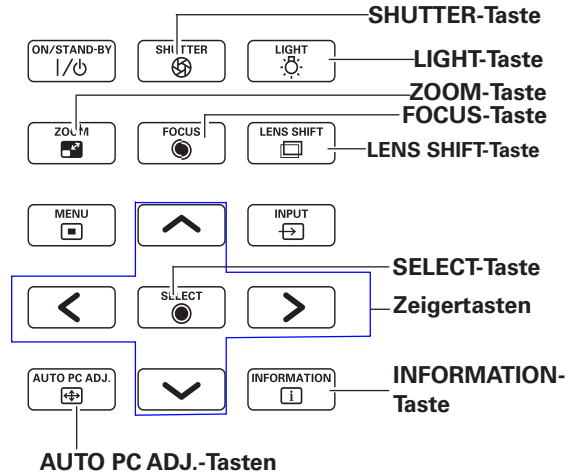 SHUTTER-Taste
ON/STAND-BY
SHUTTER
LIGHT
LIGHT-Taste
ZOOM-Taste
FOCUS-Taste
ZOOM
FOCUS
LENS SHIFT
LENS SHIFT-Taste
MENU
INPUT
SELECT-Taste
SELECT
Zeigertasten
AUTO PC ADJ.
INFORMATION
i
INFORMATION-
Taste
AUTO PC ADJ.-Tasten